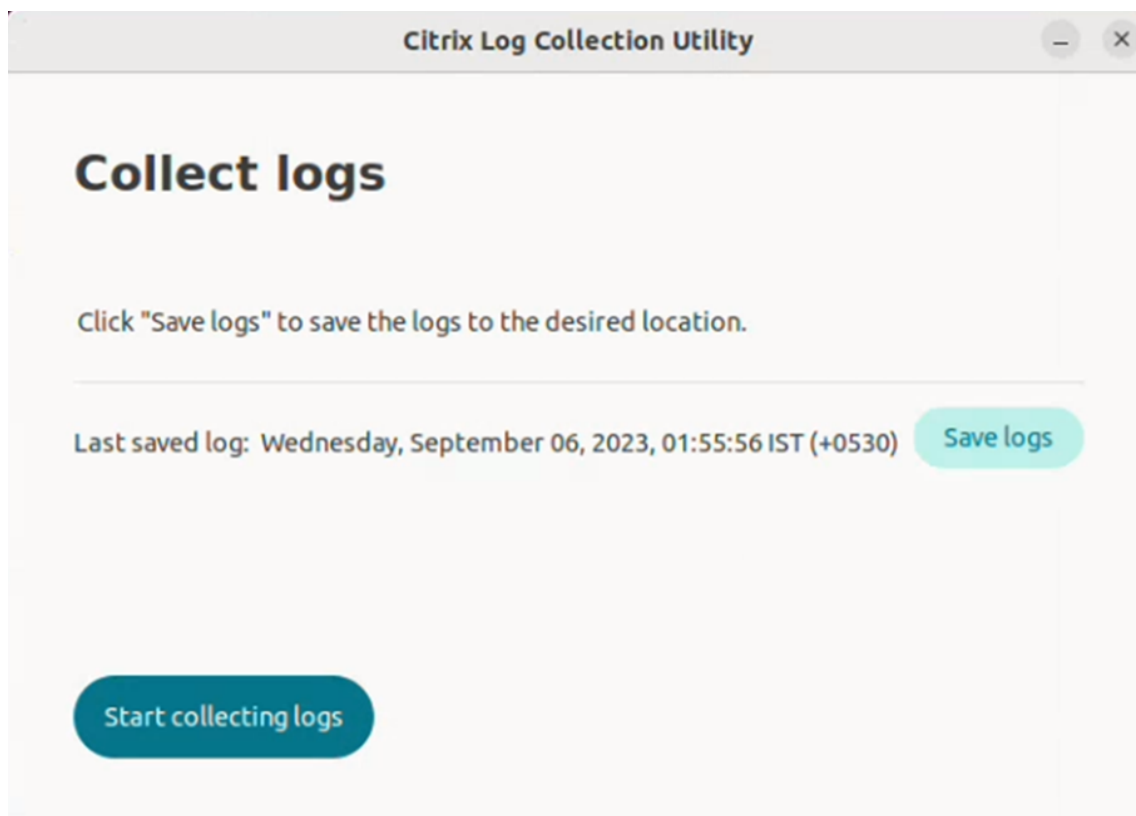 Citrix Log Collection Utility
Collect logs
Click "Save logs" to save the logs to the desired location.
Last saved log: Wednesday, September 06, 2023, 01:55:56 IST (+0530)
Save logs
Start collecting logs